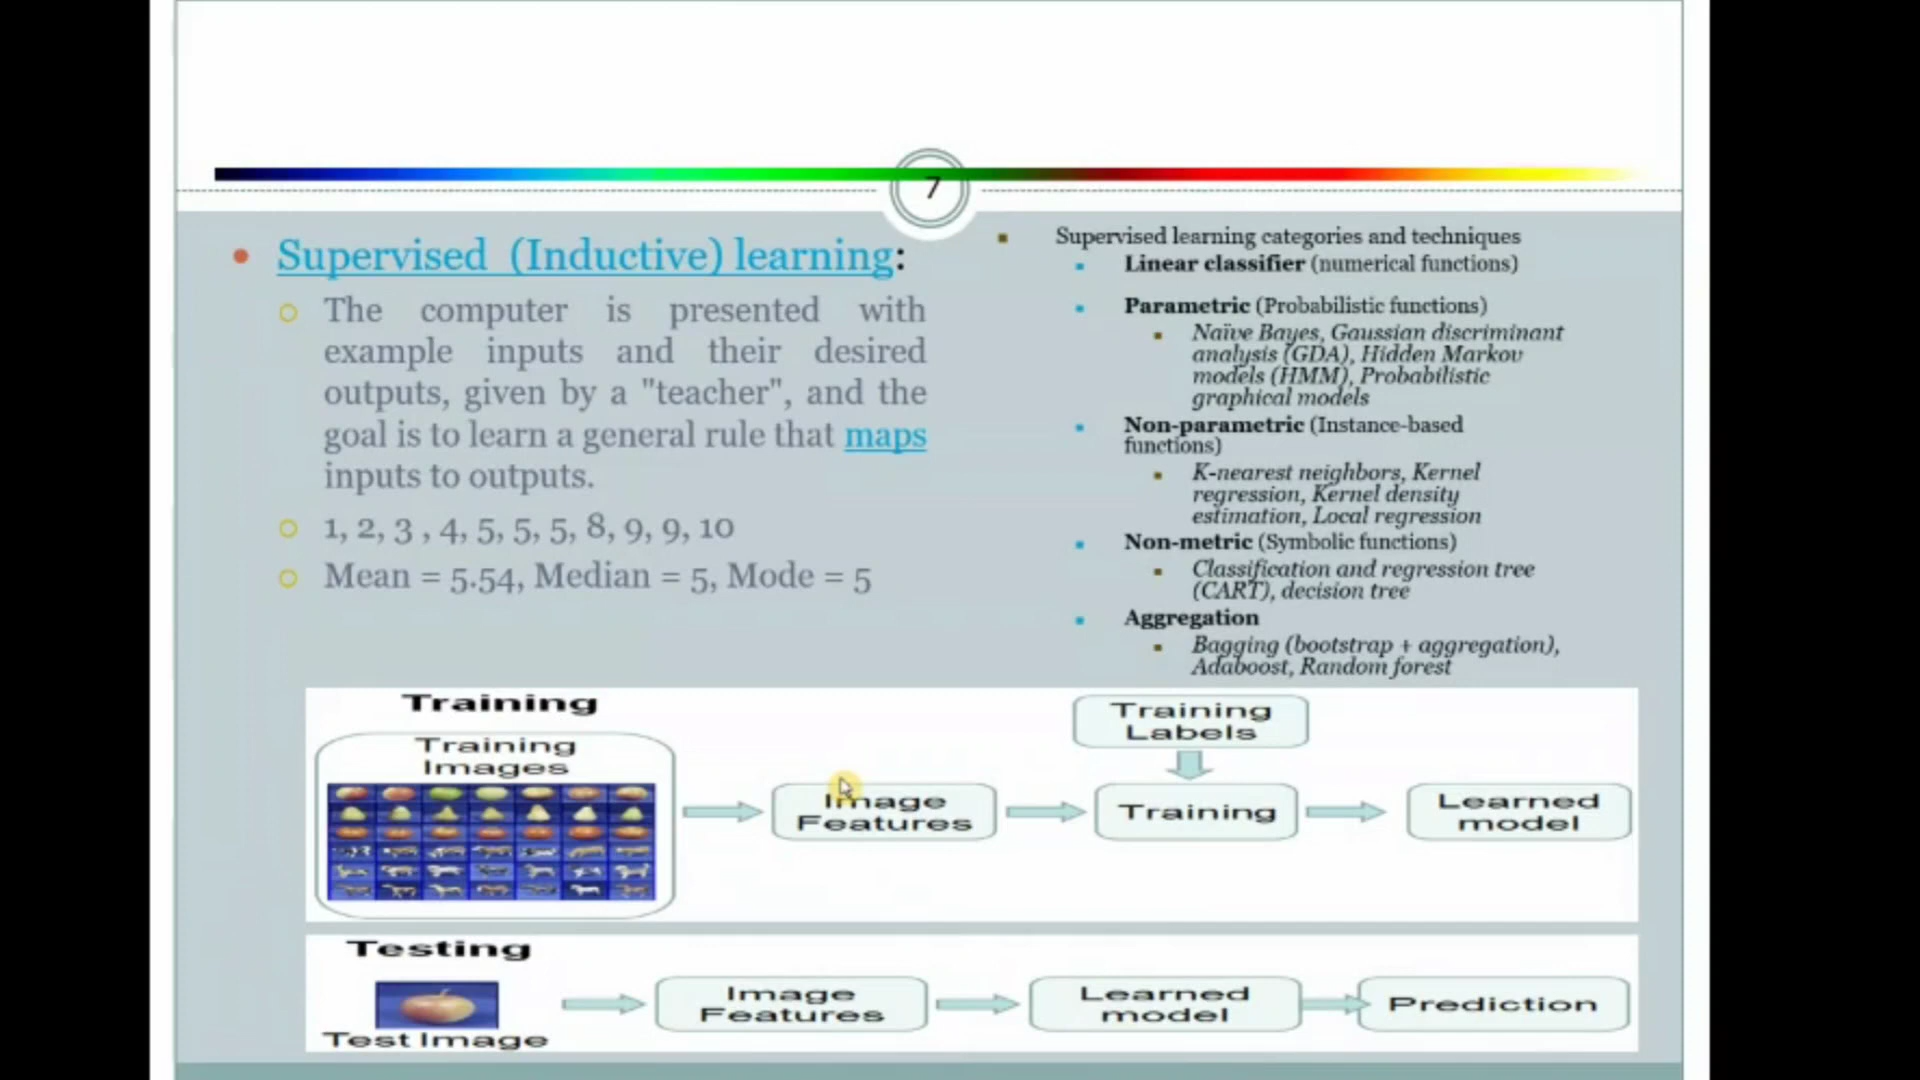 7
Supervised (Inductive) learning:
The computer is presented with
example inputs and their desired
outputs, given by a "teacher", and the
goal is to learn a general rule that maps
inputs to outputs.
1, 2, 3 , 4, 5, 5, 5, 8, 9, 9, 10
Mean = 5.54, Median = 5, Mode = 5
Supervised learning categories and techniques
Linear classifier (numerical functions)
Parametric (Probabilistic functions)
Naïve Bayes, Gaussian discriminant
analysis (GDA), Hidden Markov
models (HMM), Probabilistic
graphical models
Non-parametric (Instance-based
functions)
K-nearest neighbors, Kernel
regression, Kernel density
estimation, Local regression
Non-metric (Symbolic functions)
Classification and regression tree
(CART), decision tree
Aggregation
Bagging (bootstrap + aggregation),
Adaboost, Random forest
Training
Training
Images
Image
Features
Training
Labels
Training
Learned
model
Testing
Test Image
Image
Features
Learned
model
Prediction